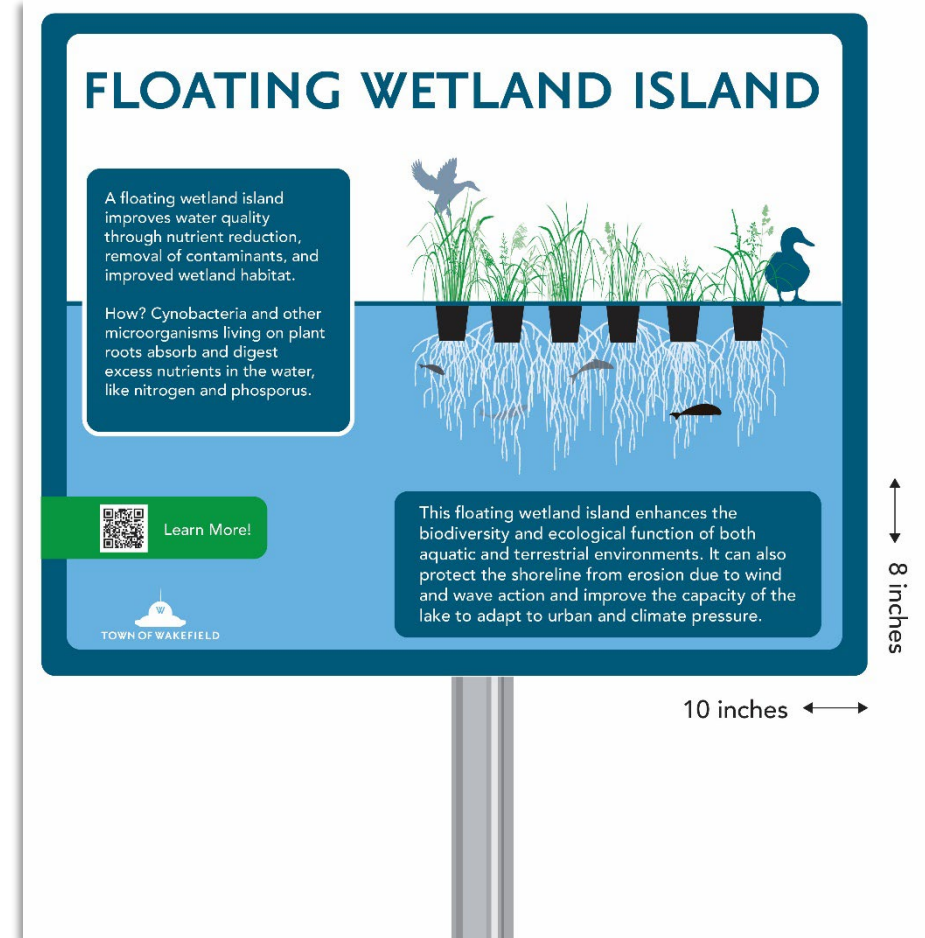 FLOATING WETLAND ISLAND
A floating wetland island
improves water quality
through nutrient reduction,
removal of contaminants, and
improved wetland habitat.
How? Cynobacteria and other
microorganisms living on plant
roots absorb and digest
excess nutrients in the water,
like nitrogen and phosporus.
Learn More!
W
TOWN OF WAKEFIELD
This floating wetland island enhances the
biodiversity and ecological function of both
aquatic and terrestrial environments. It can also
protect the shoreline from erosion due to wind
and wave action and improve the capacity of the
lake to adapt to urban and climate pressure.
8 inches
10 inches